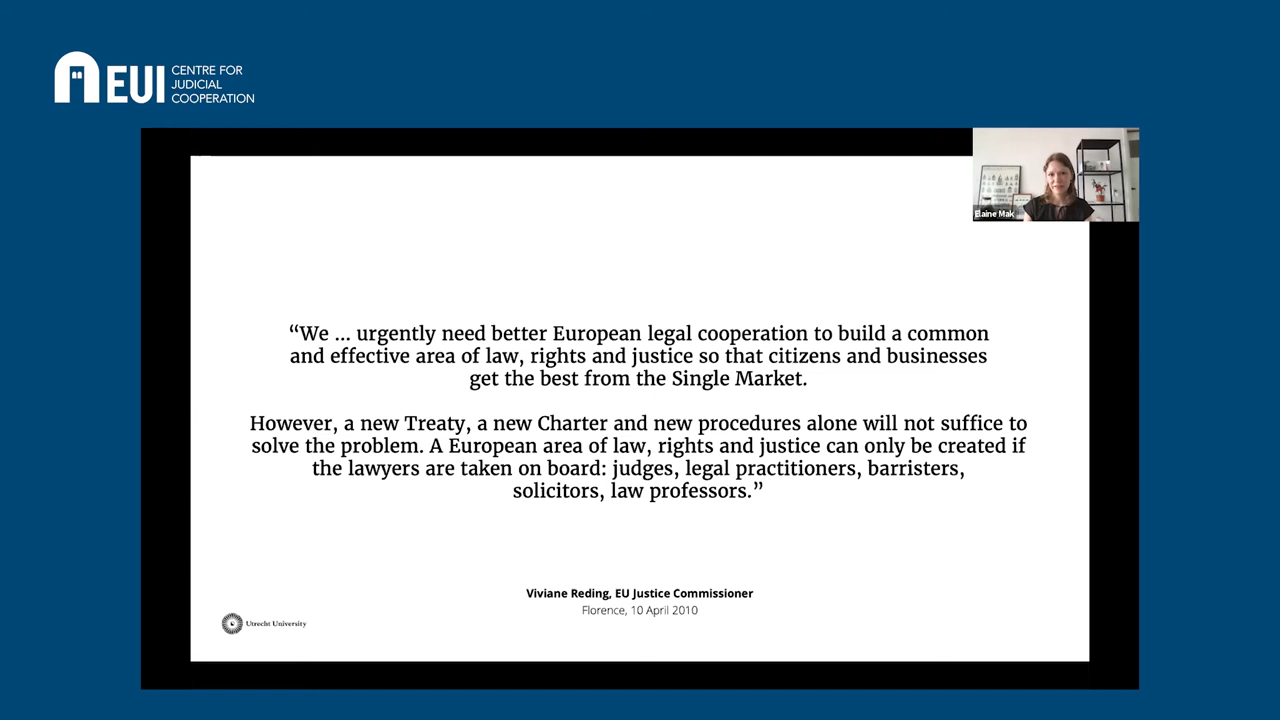 EUI
CENTRE FOR
JUDICIAL
COOPERATION
Elaine Mak
“We ... urgently need better European legal cooperation to build a common
and effective area of law, rights and justice so that citizens and businesses
get the best from the Single Market.
However, a new Treaty, a new Charter and new procedures alone will not suffice to
solve the problem. A European area of law, rights and justice can only be created if
the lawyers are taken on board: judges, legal practitioners, barristers,
solicitors, law professors.”
Viviane Reding, EU Justice Commissioner
Florence, 10 April 2010
Utrecht University